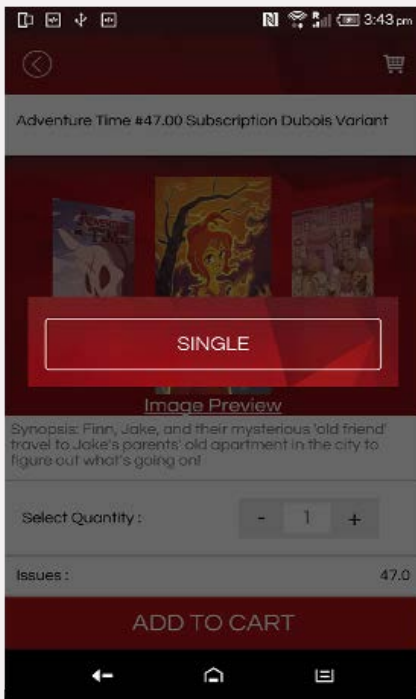 3:43 pm
Adventure Time #47.00 Subscription Dubois Variant
SINGLE
Image Preview
Synopsis: Finn, Jake, and their mysterious 'old friend'
travel to Jake's parents' old apartment in the city to
figure out what's going on!
Select Quantity :
- 1 +
Issues : 47.0
ADD TO CART